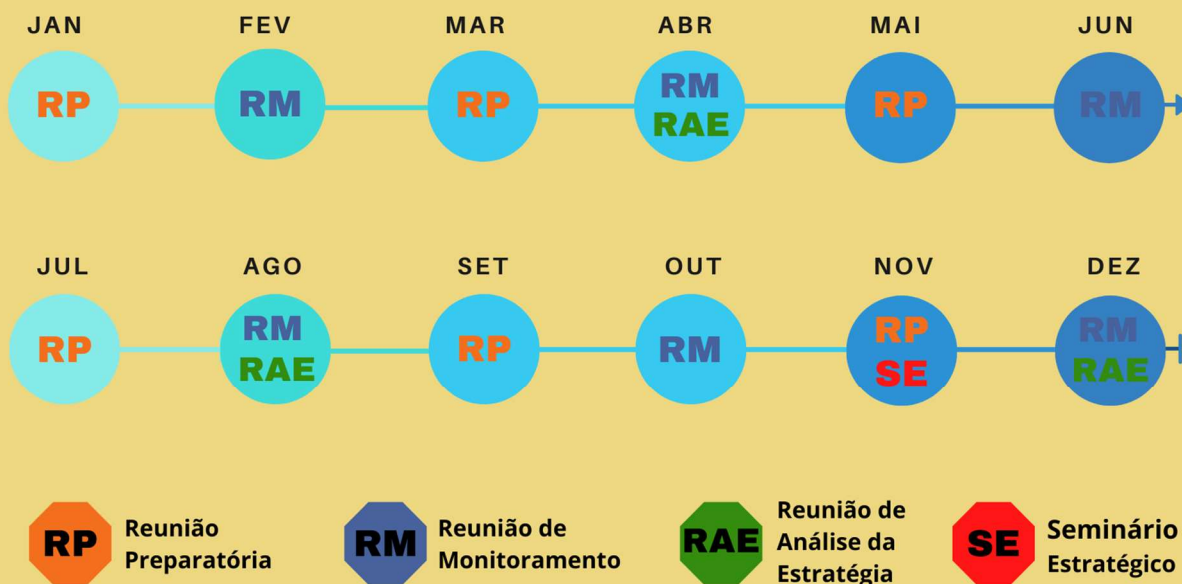 JAN FEV MAR ABR MAI JUN
RP RM RP RM RP RM
RAE
JUL AGO SET OUT NOV DEZ
RP RM RP RM RP RM
RAE SE RAE
RP Reunião
Preparatória
RM Reunião de
Monitoramento
RAE Reunião de
Análise da
Estratégia
SE Seminário
Estratégico